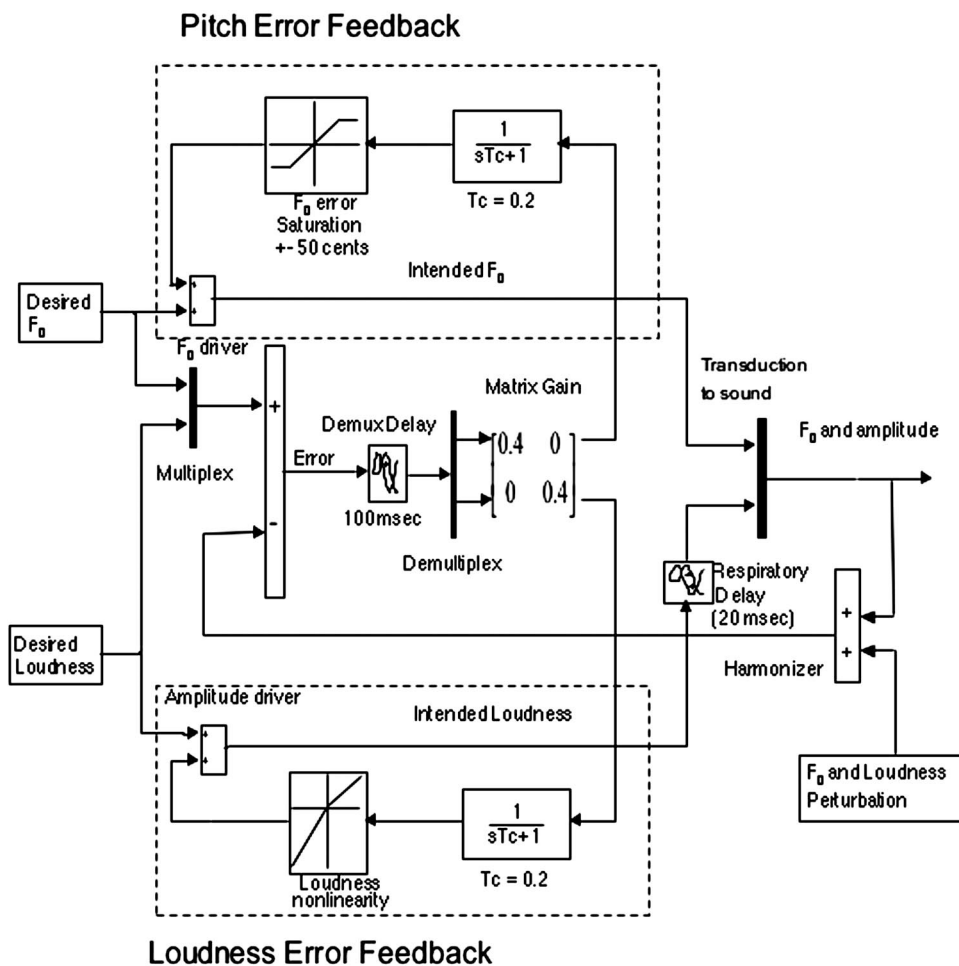 Pitch Error Feedback
1
sTc+1
Tc = 0.2
F0 error
Saturation
+- 50 cents
Intended F0
Desired
F0
F0 driver
Multiplex
+
-
Error
Demux Delay
100msec
Demultiplex
Matrix Gain
0.4 0
0 0.4
Transduction
to sound
F0 and amplitude
Respiratory
Delay
(20 msec)
+
+
Harmonizer
Desired
Loudness
Amplitude driver
Intended Loudness
F0 and Loudness
Perturbation
Loudness
nonlinearity
1
sTc+1
Tc = 0.2
Loudness Error Feedback